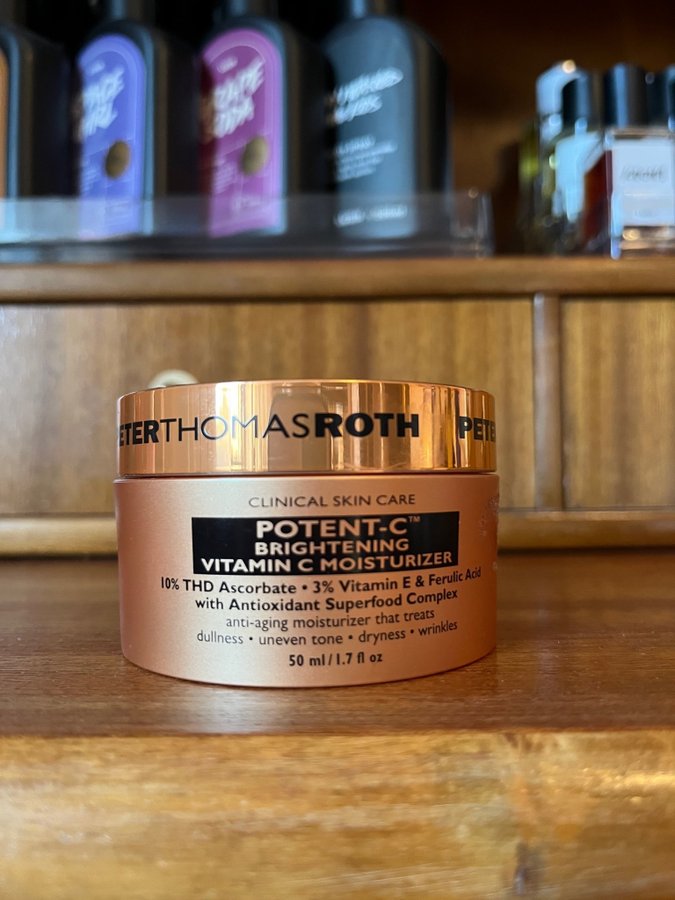 PETERTHOMASROTH PETE
CLINICAL SKIN CARE
POTENT-C™
BRIGHTENING
VITAMIN C MOISTURIZER
10% THD Ascorbate • 3% Vitamin E & Ferulic Acid
with Antioxidant Superfood Complex
anti-aging moisturizer that treats
dullness • uneven tone • dryness • wrinkles
50 ml/1.7 fl oz